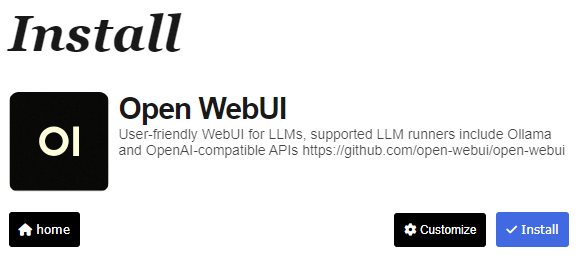 Install
OI
Open WebUI
User-friendly WebUI for LLMs, supported LLM runners include Ollama
and OpenAI-compatible APIs https://github.com/open-webui/open-webui
home
Customize
Install